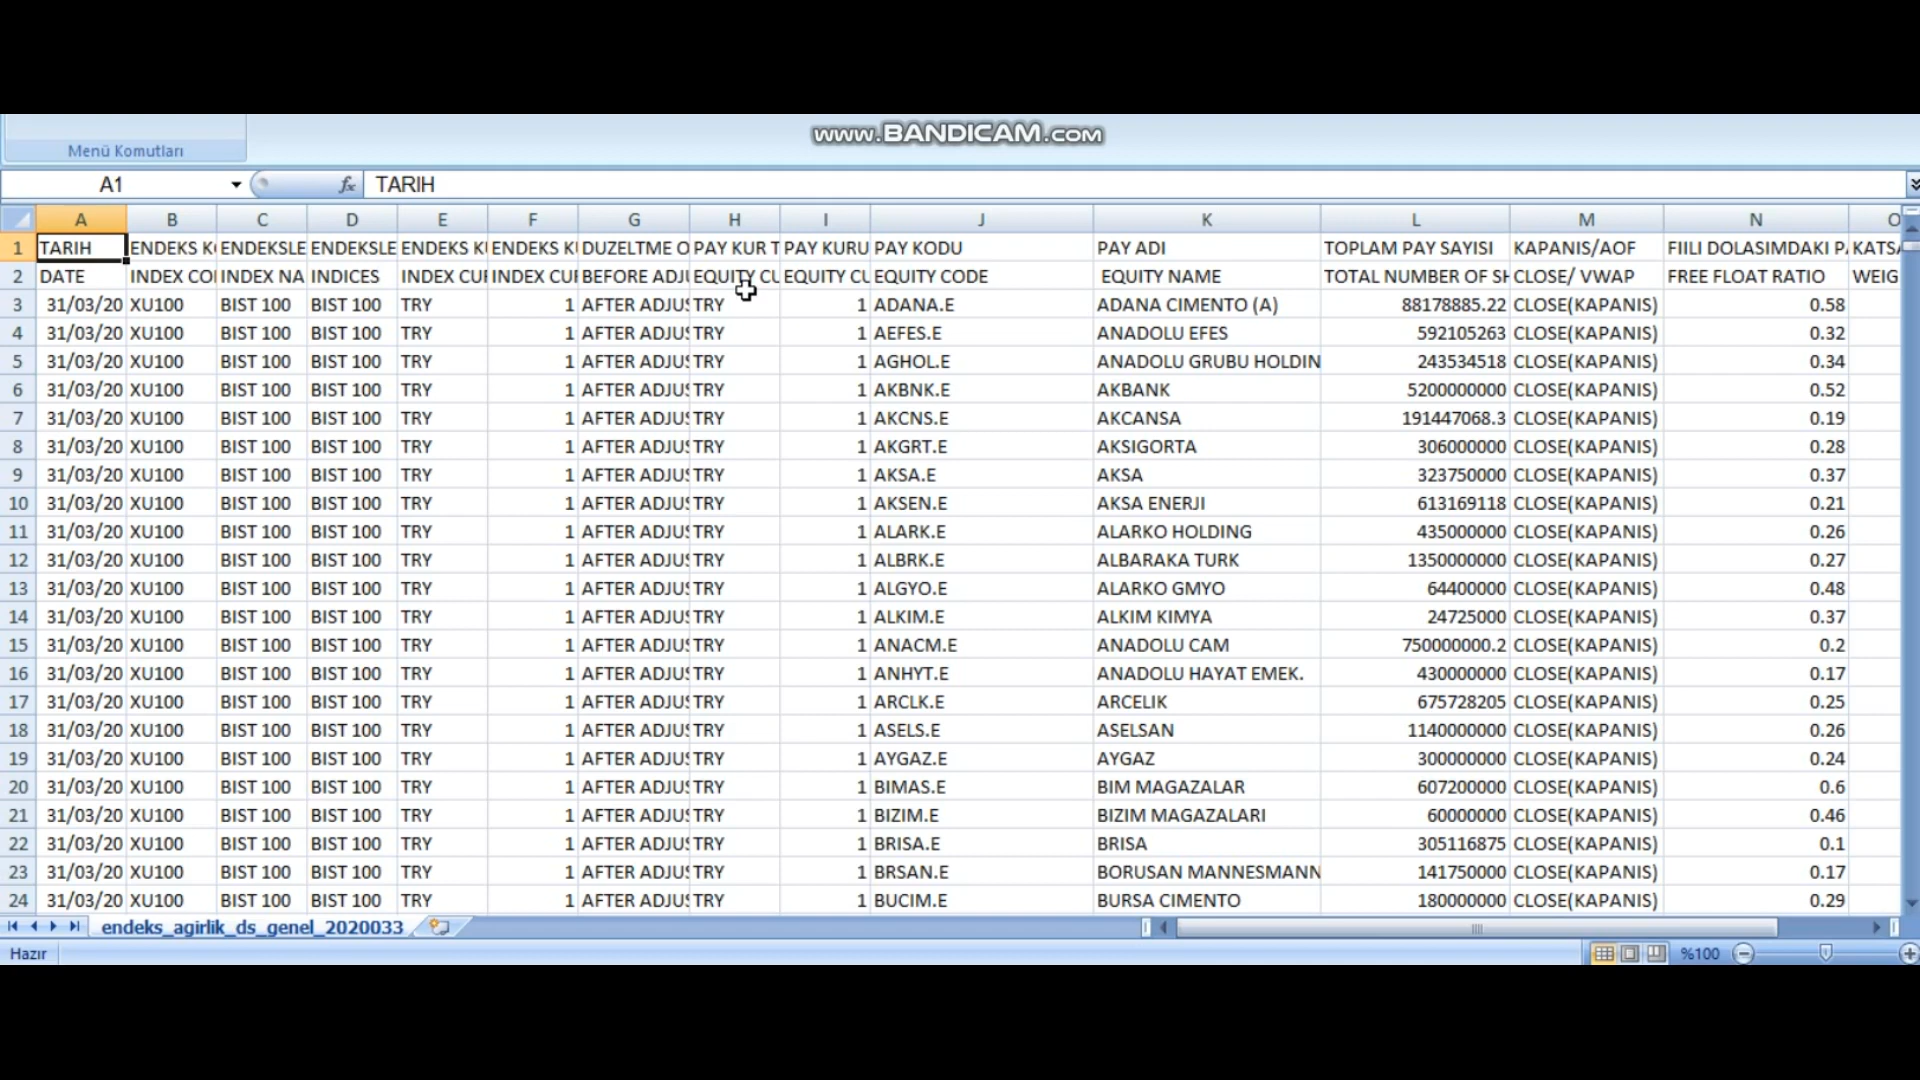 www.BANDICAM.com
Menü Komutları
A1 fx TARIH
A B C D E F G H I J K L M N O
1 TARIH ENDEKS K ENDEKSLE ENDEKSLE ENDEKS K ENDEKS K DUZELTME O PAY KUR T PAY KURU PAY KODU PAY ADI TOPLAM PAY SAYISI KAPANIS/AOF FIILI DOLASIMDAKI PA KATSA
2 DATE INDEX CO INDEX NA INDICES INDEX CUR INDEX CUR BEFORE ADJU EQUITY CU EQUITY CU EQUITY CODE EQUITY NAME TOTAL NUMBER OF SH CLOSE/ VWAP FREE FLOAT RATIO WEIG
3 31/03/20 XU100 BIST 100 BIST 100 TRY 1 AFTER ADJUS TRY 1 ADANA.E ADANA CIMENTO (A) 88178885.22 CLOSE(KAPANIS) 0.58
4 31/03/20 XU100 BIST 100 BIST 100 TRY 1 AFTER ADJUS TRY 1 AEFES.E ANADOLU EFES 592105263 CLOSE(KAPANIS) 0.32
5 31/03/20 XU100 BIST 100 BIST 100 TRY 1 AFTER ADJUS TRY 1 AGHOL.E ANADOLU GRUBU HOLDIN 243534518 CLOSE(KAPANIS) 0.34
6 31/03/20 XU100 BIST 100 BIST 100 TRY 1 AFTER ADJUS TRY 1 AKBNK.E AKBANK 5200000000 CLOSE(KAPANIS) 0.52
7 31/03/20 XU100 BIST 100 BIST 100 TRY 1 AFTER ADJUS TRY 1 AKCNS.E AKCANSA 191447068.3 CLOSE(KAPANIS) 0.19
8 31/03/20 XU100 BIST 100 BIST 100 TRY 1 AFTER ADJUS TRY 1 AKGRT.E AKSIGORTA 306000000 CLOSE(KAPANIS) 0.28
9 31/03/20 XU100 BIST 100 BIST 100 TRY 1 AFTER ADJUS TRY 1 AKSA.E AKSA 323750000 CLOSE(KAPANIS) 0.37
10 31/03/20 XU100 BIST 100 BIST 100 TRY 1 AFTER ADJUS TRY 1 AKSEN.E AKSA ENERJI 613169118 CLOSE(KAPANIS) 0.21
11 31/03/20 XU100 BIST 100 BIST 100 TRY 1 AFTER ADJUS TRY 1 ALARK.E ALARKO HOLDING 435000000 CLOSE(KAPANIS) 0.26
12 31/03/20 XU100 BIST 100 BIST 100 TRY 1 AFTER ADJUS TRY 1 ALBRK.E ALBARAKA TURK 1350000000 CLOSE(KAPANIS) 0.27
13 31/03/20 XU100 BIST 100 BIST 100 TRY 1 AFTER ADJUS TRY 1 ALGYO.E ALARKO GMYO 64400000 CLOSE(KAPANIS) 0.48
14 31/03/20 XU100 BIST 100 BIST 100 TRY 1 AFTER ADJUS TRY 1 ALKIM.E ALKIM KIMYA 24725000 CLOSE(KAPANIS) 0.37
15 31/03/20 XU100 BIST 100 BIST 100 TRY 1 AFTER ADJUS TRY 1 ANACM.E ANADOLU CAM 750000000.2 CLOSE(KAPANIS) 0.2
16 31/03/20 XU100 BIST 100 BIST 100 TRY 1 AFTER ADJUS TRY 1 ANHYT.E ANADOLU HAYAT EMEK. 430000000 CLOSE(KAPANIS) 0.17
17 31/03/20 XU100 BIST 100 BIST 100 TRY 1 AFTER ADJUS TRY 1 ARCLK.E ARCELIK 675728205 CLOSE(KAPANIS) 0.25
18 31/03/20 XU100 BIST 100 BIST 100 TRY 1 AFTER ADJUS TRY 1 ASELS.E ASELSAN 1140000000 CLOSE(KAPANIS) 0.26
19 31/03/20 XU100 BIST 100 BIST 100 TRY 1 AFTER ADJUS TRY 1 AYGAZ.E AYGAZ 300000000 CLOSE(KAPANIS) 0.24
20 31/03/20 XU100 BIST 100 BIST 100 TRY 1 AFTER ADJUS TRY 1 BIMAS.E BIM MAGAZALAR 607200000 CLOSE(KAPANIS) 0.6
21 31/03/20 XU100 BIST 100 BIST 100 TRY 1 AFTER ADJUS TRY 1 BIZIM.E BIZIM MAGAZALARI 60000000 CLOSE(KAPANIS) 0.46
22 31/03/20 XU100 BIST 100 BIST 100 TRY 1 AFTER ADJUS TRY 1 BRISA.E BRISA 305116875 CLOSE(KAPANIS) 0.1
23 31/03/20 XU100 BIST 100 BIST 100 TRY 1 AFTER ADJUS TRY 1 BRSAN.E BORUSAN MANNESMANN 141750000 CLOSE(KAPANIS) 0.17
24 31/03/20 XU100 BIST 100 BIST 100 TRY 1 AFTER ADJUS TRY 1 BUCIM.E BURSA CIMENTO 180000000 CLOSE(KAPANIS) 0.29
endeks_agirlik_ds_genel_2020033
Hazır %100